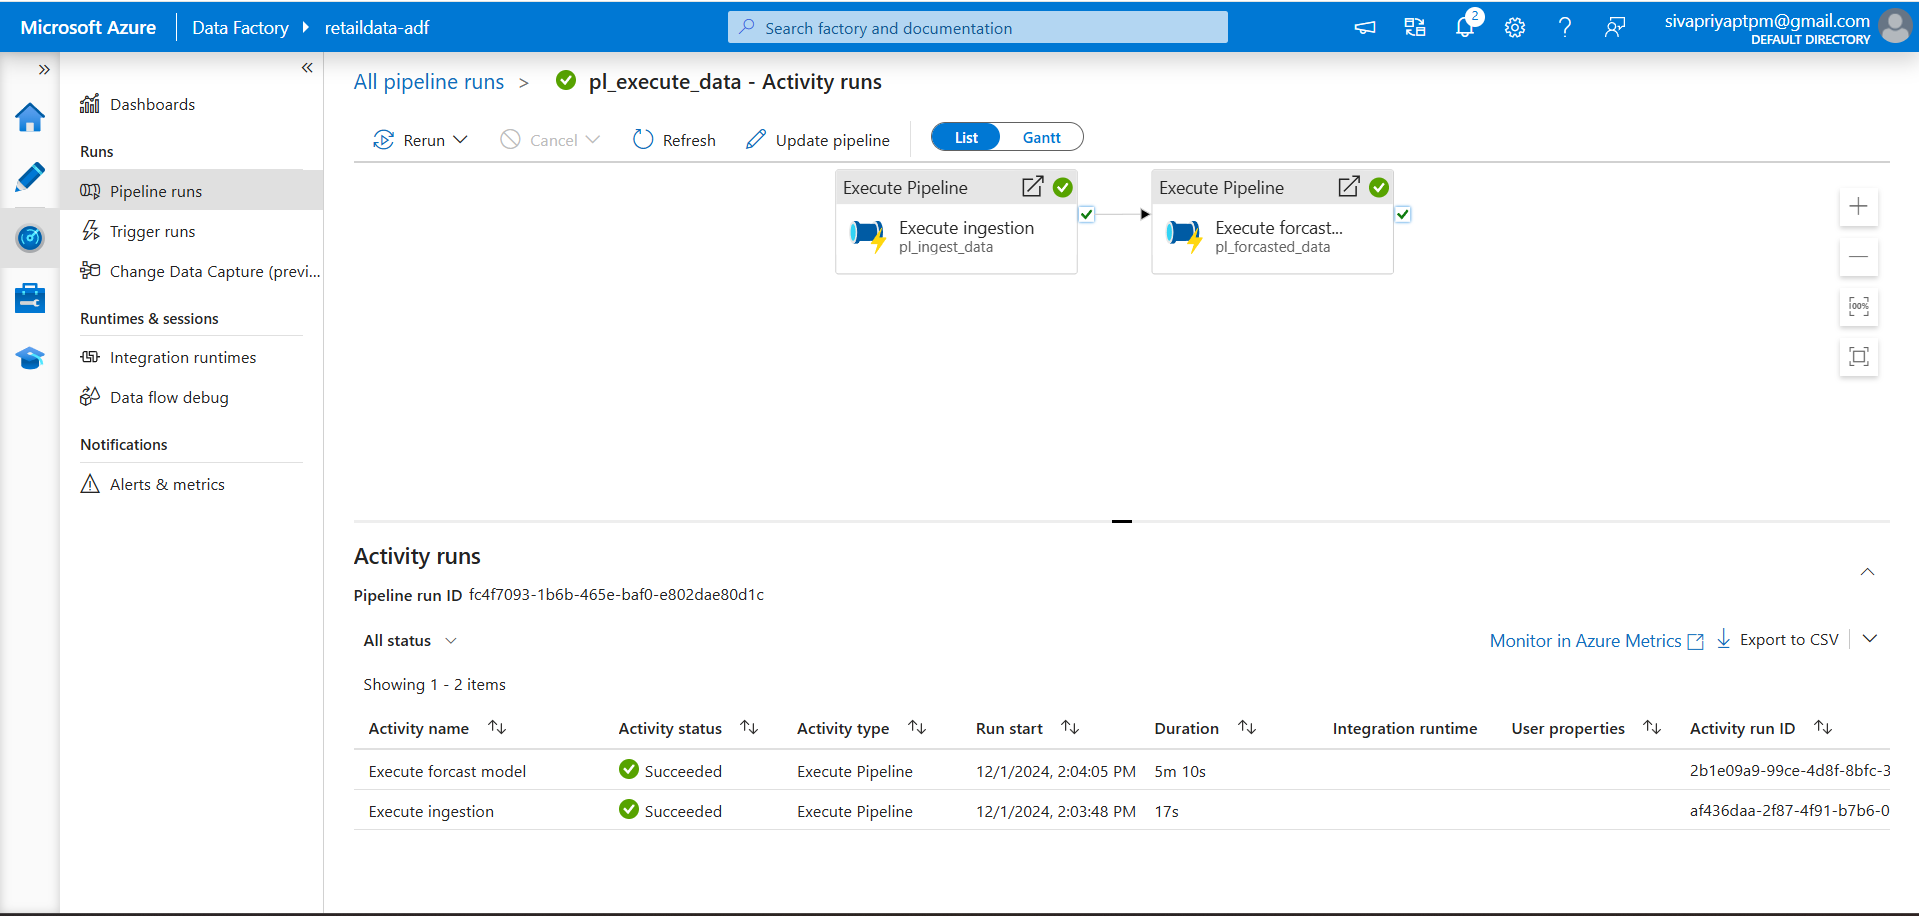 Microsoft Azure Data Factory retaildata-adf Search factory and documentation 2 sivapriyaptpm@gmail.com
DEFAULT DIRECTORY
Dashboards
Runs
Pipeline runs
Trigger runs
Change Data Capture (previ...
Runtimes & sessions
Integration runtimes
Data flow debug
Notifications
Alerts & metrics
All pipeline runs > pl_execute_data - Activity runs
Rerun Cancel Refresh Update pipeline List Gantt
Execute Pipeline
Execute ingestion
pl_ingest_data
Execute Pipeline
Execute forcast...
pl_forcasted_data
100%
Activity runs
Pipeline run ID fc4f7093-1b6b-465e-baf0-e802dae80d1c
All status Monitor in Azure Metrics Export to CSV
Showing 1 - 2 items
Activity name Activity status Activity type Run start Duration Integration runtime User properties Activity run ID
Execute forcast model Succeeded Execute Pipeline 12/1/2024, 2:04:05 PM 5m 10s 2b1e09a9-99ce-4d8f-8bfc-3
Execute ingestion Succeeded Execute Pipeline 12/1/2024, 2:03:48 PM 17s af436daa-2f87-4f91-b7b6-0